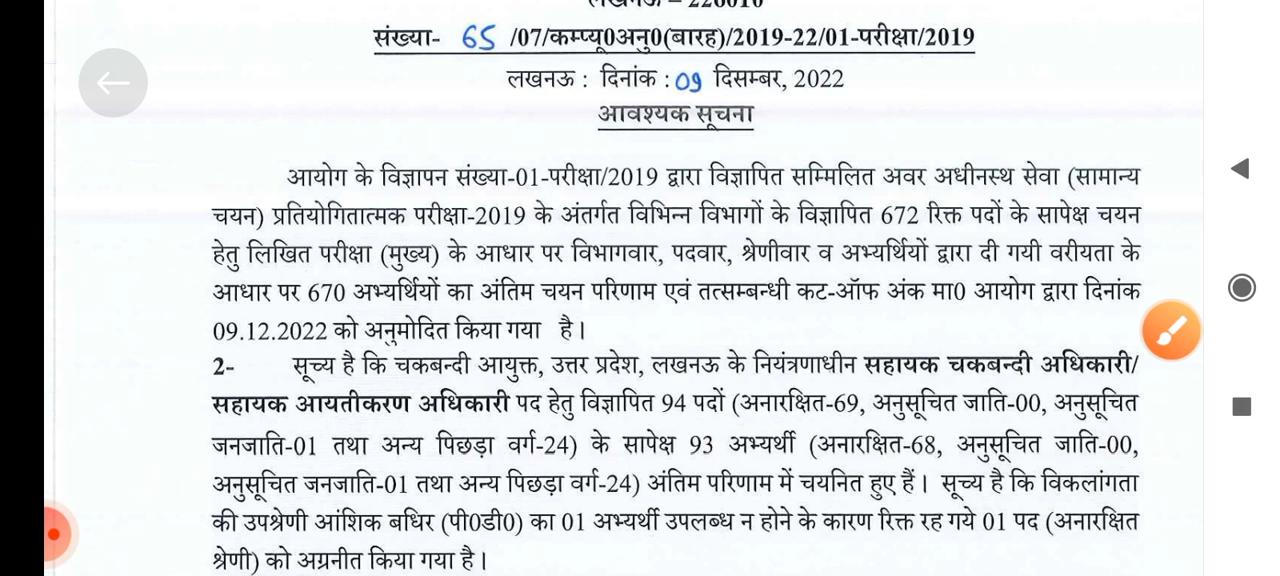 लखनऊ – 226010
संख्या- 65 /07/कम्प्यू0अनु0(बारह)/2019-22/01-परीक्षा/2019
लखनऊ : दिनांक : 09 दिसम्बर, 2022
आवश्यक सूचना
आयोग के विज्ञापन संख्या-01-परीक्षा/2019 द्वारा विज्ञापित सम्मिलित अवर अधीनस्थ सेवा (सामान्य
चयन) प्रतियोगितात्मक परीक्षा-2019 के अंतर्गत विभिन्न विभागों के विज्ञापित 672 रिक्त पदों के सापेक्ष चयन
हेतु लिखित परीक्षा (मुख्य) के आधार पर विभागवार, पदवार, श्रेणीवार व अभ्यर्थियों द्वारा दी गयी वरीयता के
आधार पर 670 अभ्यर्थियों का अंतिम चयन परिणाम एवं तत्सम्बन्धी कट-ऑफ अंक मा0 आयोग द्वारा दिनांक
09.12.2022 को अनुमोदित किया गया है।
2- सूच्य है कि चकबन्दी आयुक्त, उत्तर प्रदेश, लखनऊ के नियंत्रणाधीन सहायक चकबन्दी अधिकारी/
सहायक आयतीकरण अधिकारी पद हेतु विज्ञापित 94 पदों (अनारक्षित-69, अनुसूचित जाति-00, अनुसूचित
जनजाति-01 तथा अन्य पिछड़ा वर्ग-24) के सापेक्ष 93 अभ्यर्थी (अनारक्षित-68, अनुसूचित जाति-00,
अनुसूचित जनजाति-01 तथा अन्य पिछड़ा वर्ग-24) अंतिम परिणाम में चयनित हुए हैं। सूच्य है कि विकलांगता
की उपश्रेणी आंशिक बधिर (पी0डी0) का 01 अभ्यर्थी उपलब्ध न होने के कारण रिक्त रह गये 01 पद (अनारक्षित
श्रेणी) को अग्रनीत किया गया है।